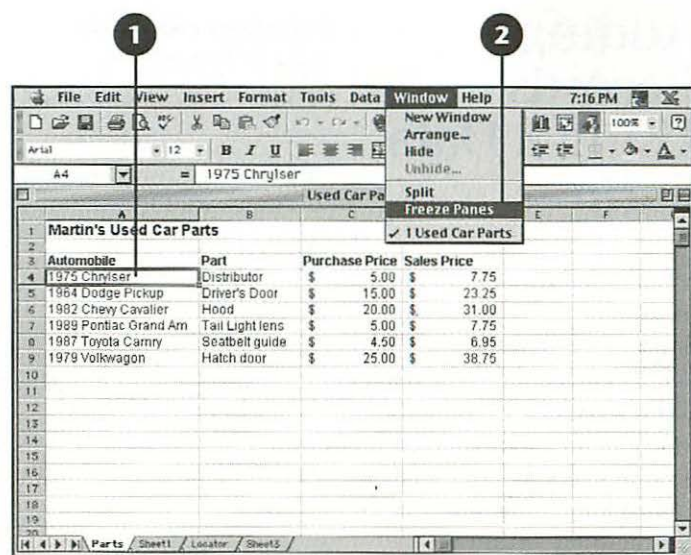 1 2
File Edit View Insert Format Tools Data Window Help 7:16 PM
100%
Arial 12 B I U A
A4 = 1975 Chrylser
New Window
Arrange...
Hide
Unhide...
Split
Freeze Panes
✓ 1 Used Car Parts
Used Car Pa
A B C E F
1 Martin's Used Car Parts
2
3 Automobile Part Purchase Price Sales Price
4 1975 Chrylser Distributor $ 5.00 $ 7.75
5 1964 Dodge Pickup Driver's Door $ 15.00 $ 23.25
6 1982 Chevy Cavalier Hood $ 20.00 $ 31.00
7 1989 Pontiac Grand Am Tail Light lens $ 5.00 $ 7.75
8 1987 Toyota Camry Seatbelt guide $ 4.50 $ 6.95
9 1979 Volkwagon Hatch door $ 25.00 $ 38.75
10
11
12
13
14
15
16
17
18
19
20
Parts Sheet1 Locator Sheet3